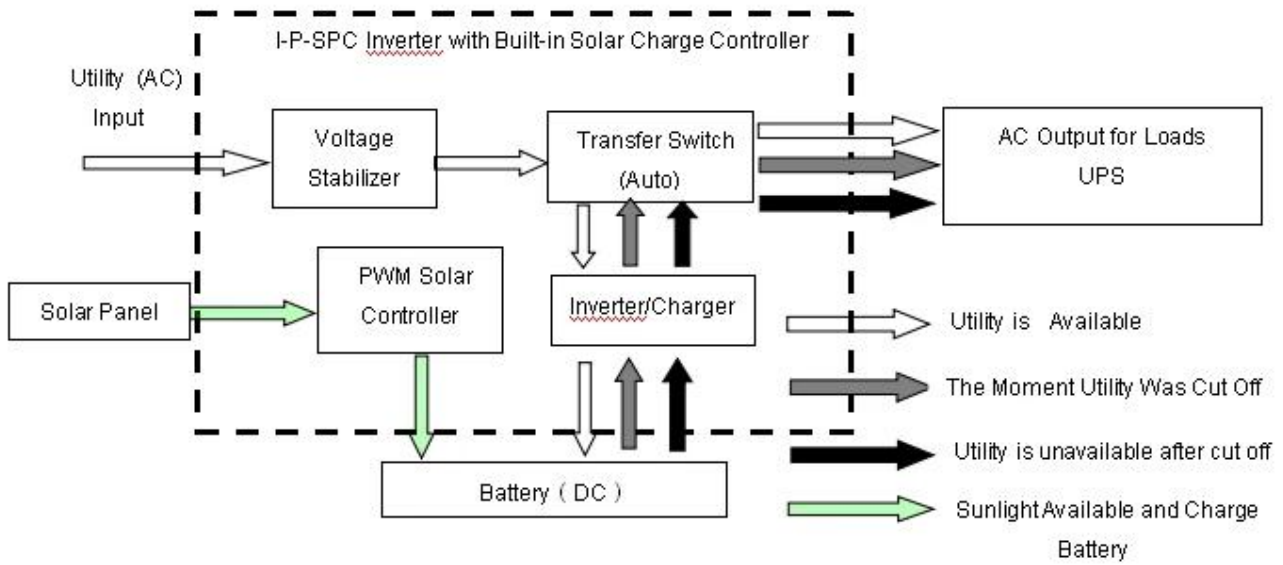 I-P-SPC Inverter with Built-in Solar Charge Controller
Utility (AC)
Input
Voltage
Stabilizer
Transfer Switch
(Auto)
AC Output for Loads
UPS
PWM Solar
Controller
Solar Panel
Inverter/Charger
Battery ( DC )
Utility is Available
The Moment Utility Was Cut Off
Utility is unavailable after cut off
Sunlight Available and Charge
Battery